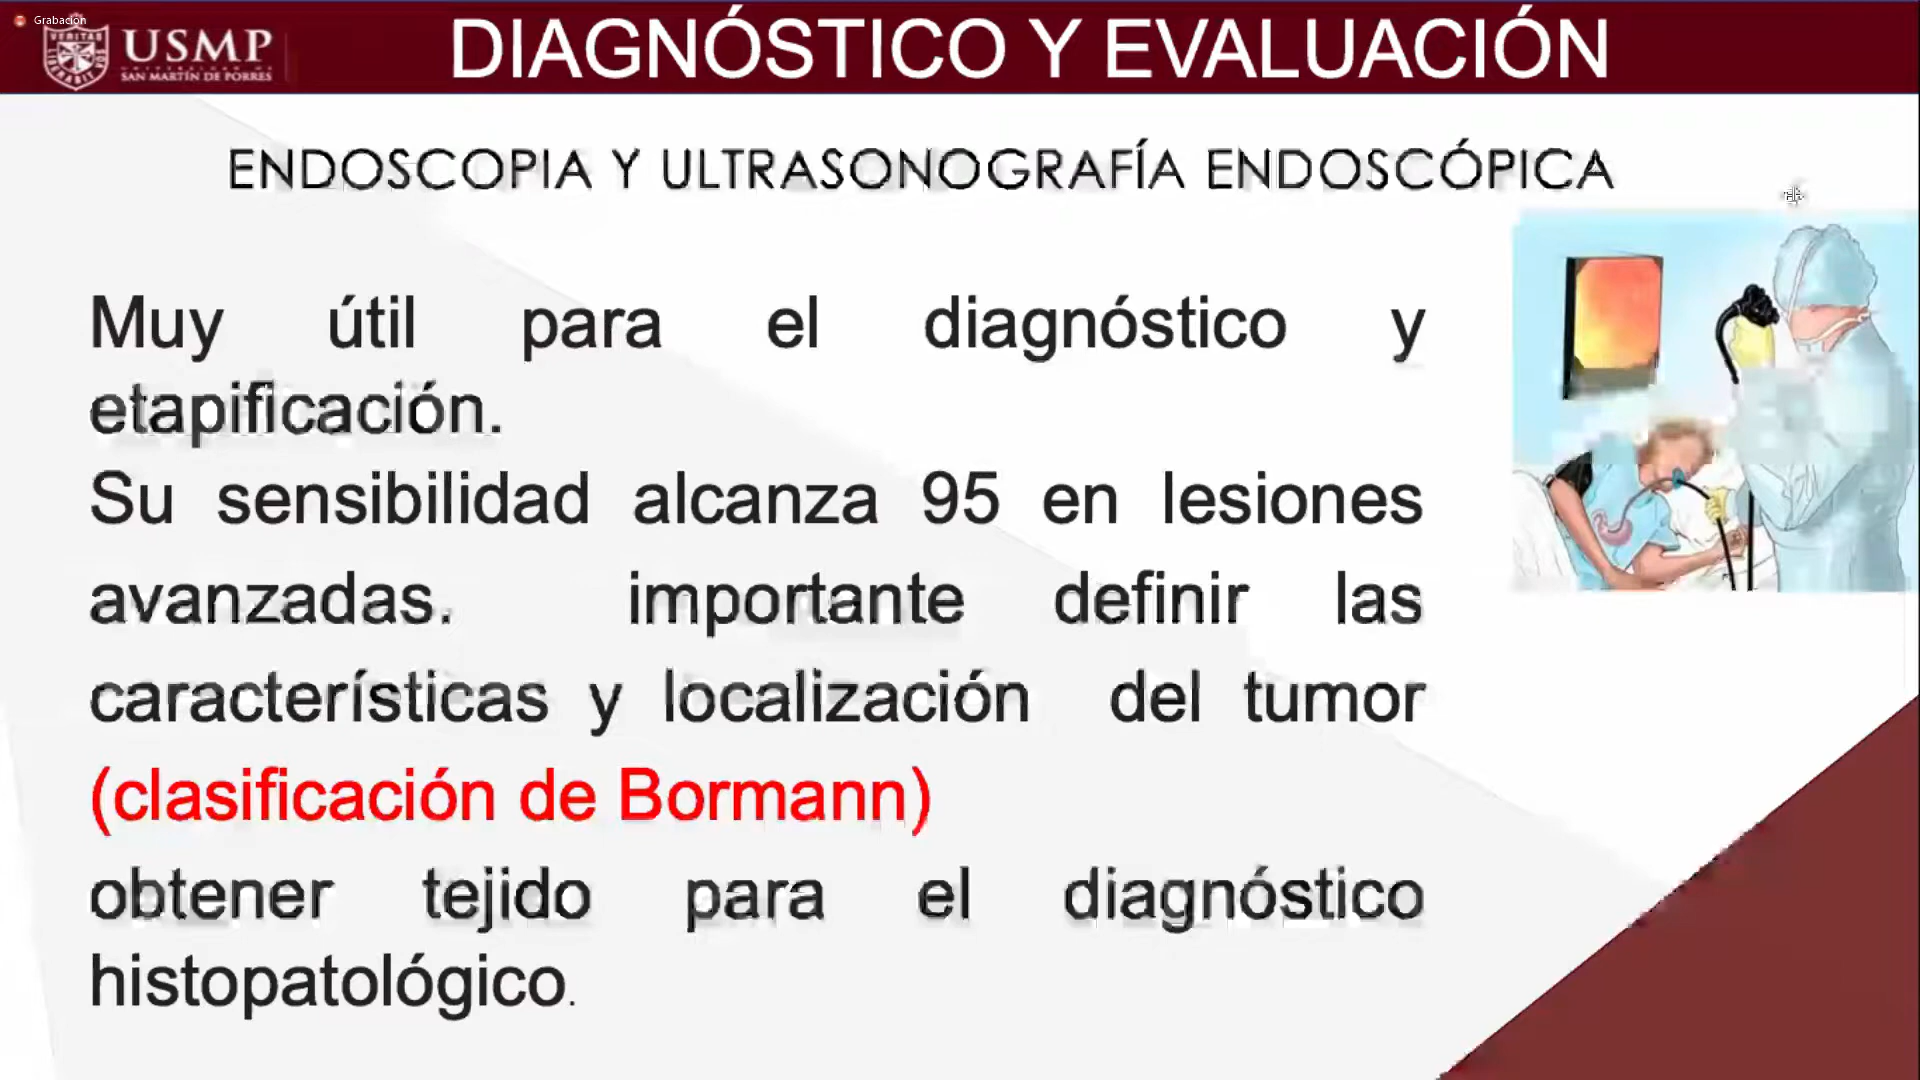 Grabación
USMP
SAN MARTÍN DE PORRES
DIAGNÓSTICO Y EVALUACIÓN
ENDOSCOPIA Y ULTRASONOGRAFÍA ENDOSCÓPICA
Muy útil para el diagnóstico y
etapificación.
Su sensibilidad alcanza 95 en lesiones
avanzadas. importante definir las
características y localización del tumor
(clasificación de Bormann)
obtener tejido para el diagnóstico
histopatológico.